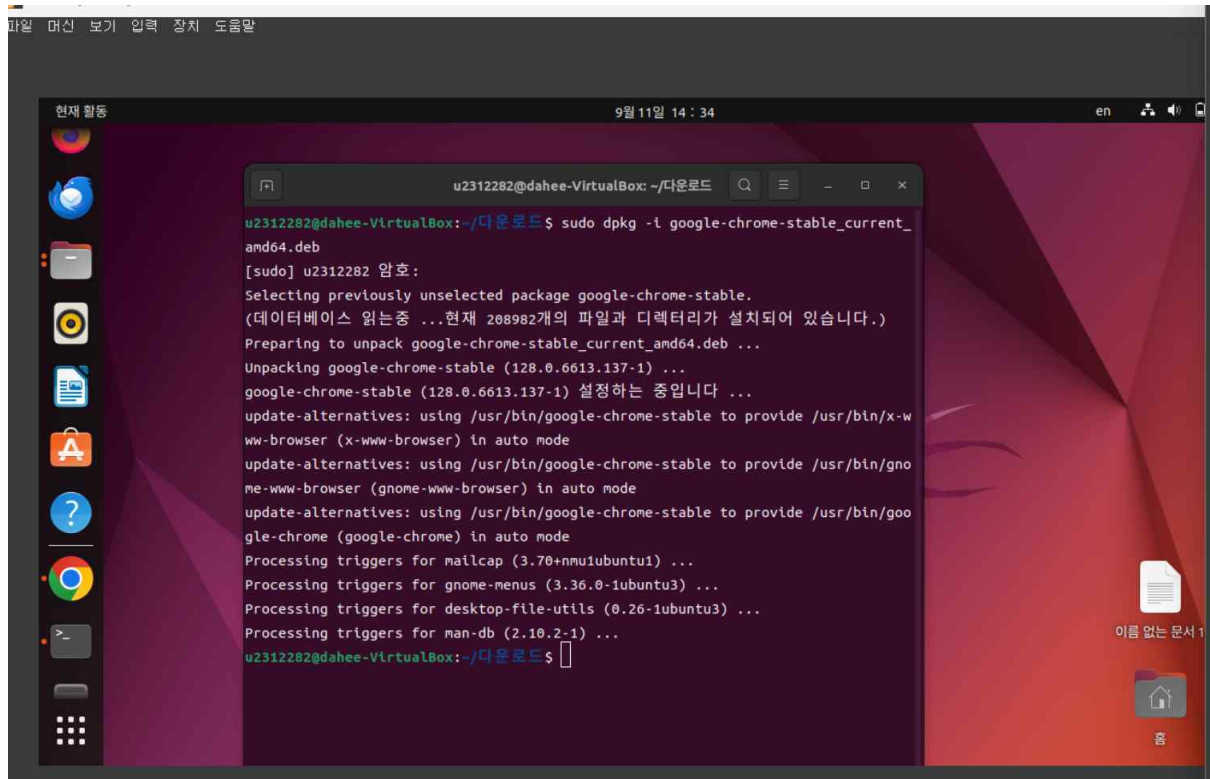 파일 머신 보기 입력 장치 도움말
현재 활동 9월 11일 14 : 34 en
u2312282@dahee-VirtualBox: ~/다운로드
u2312282@dahee-VirtualBox:~/다운로드$ sudo dpkg -i google-chrome-stable_current_
amd64.deb
[sudo] u2312282 암호:
Selecting previously unselected package google-chrome-stable.
(데이터베이스 읽는중 ...현재 208982개의 파일과 디렉터리가 설치되어 있습니다.)
Preparing to unpack google-chrome-stable_current_amd64.deb ...
Unpacking google-chrome-stable (128.0.6613.137-1) ...
google-chrome-stable (128.0.6613.137-1) 설정하는 중입니다 ...
update-alternatives: using /usr/bin/google-chrome-stable to provide /usr/bin/x-w
ww-browser (x-www-browser) in auto mode
update-alternatives: using /usr/bin/google-chrome-stable to provide /usr/bin/gno
me-www-browser (gnome-www-browser) in auto mode
update-alternatives: using /usr/bin/google-chrome-stable to provide /usr/bin/goo
gle-chrome (google-chrome) in auto mode
Processing triggers for mailcap (3.70+nmu1ubuntu1) ...
Processing triggers for gnome-menus (3.36.0-1ubuntu3) ...
Processing triggers for desktop-file-utils (0.26-1ubuntu3) ...
Processing triggers for man-db (2.10.2-1) ...
u2312282@dahee-VirtualBox:~/다운로드$
이름 없는 문서 1
홈